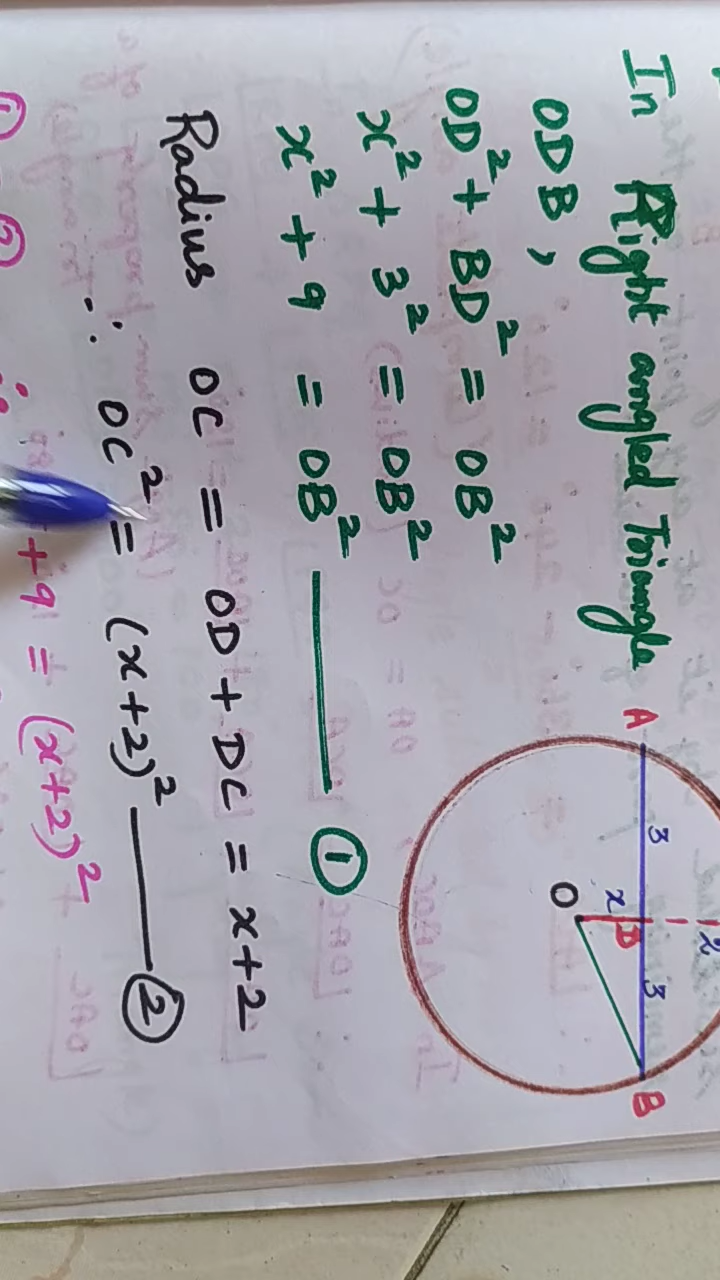 In Right angled Triangle
ODB,
OD² + BD² = OB²
x² + 3² = OB²
x² + 9 = OB² ——— ①
Radius OC = OD + DC = x+2
∴ OC² = (x+2)² ——— ②
+ 9 = (x+2)²
A
3
x
D
3
B
O
2